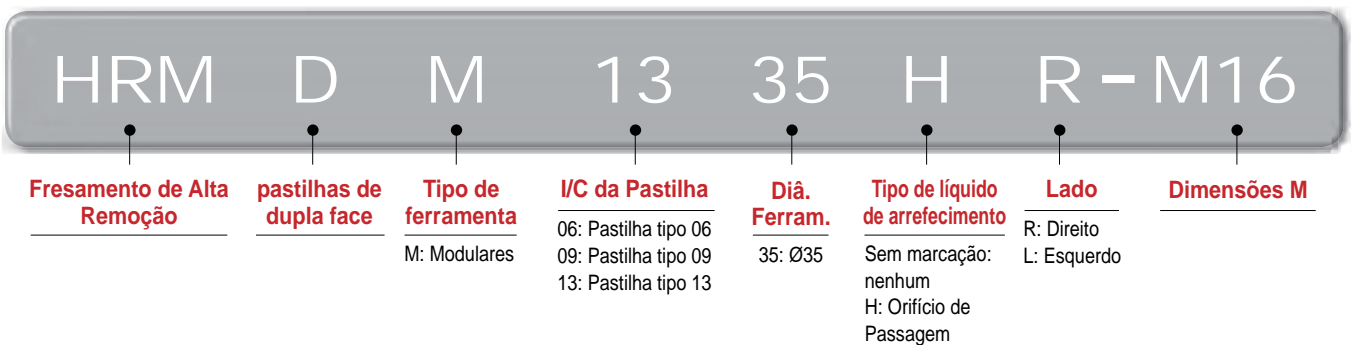 HRM D M 13 35 H R-M16
Fresamento de Alta
Remoção
pastilhas de
dupla face
Tipo de
ferramenta
M: Modulares
I/C da Pastilha
06: Pastilha tipo 06
09: Pastilha tipo 09
13: Pastilha tipo 13
Diâ.
Ferram.
35: Ø35
Tipo de líquido
de arrefecimento
Sem marcação:
nenhum
H: Orifício de
Passagem
Lado
R: Direito
L: Esquerdo
Dimensões M